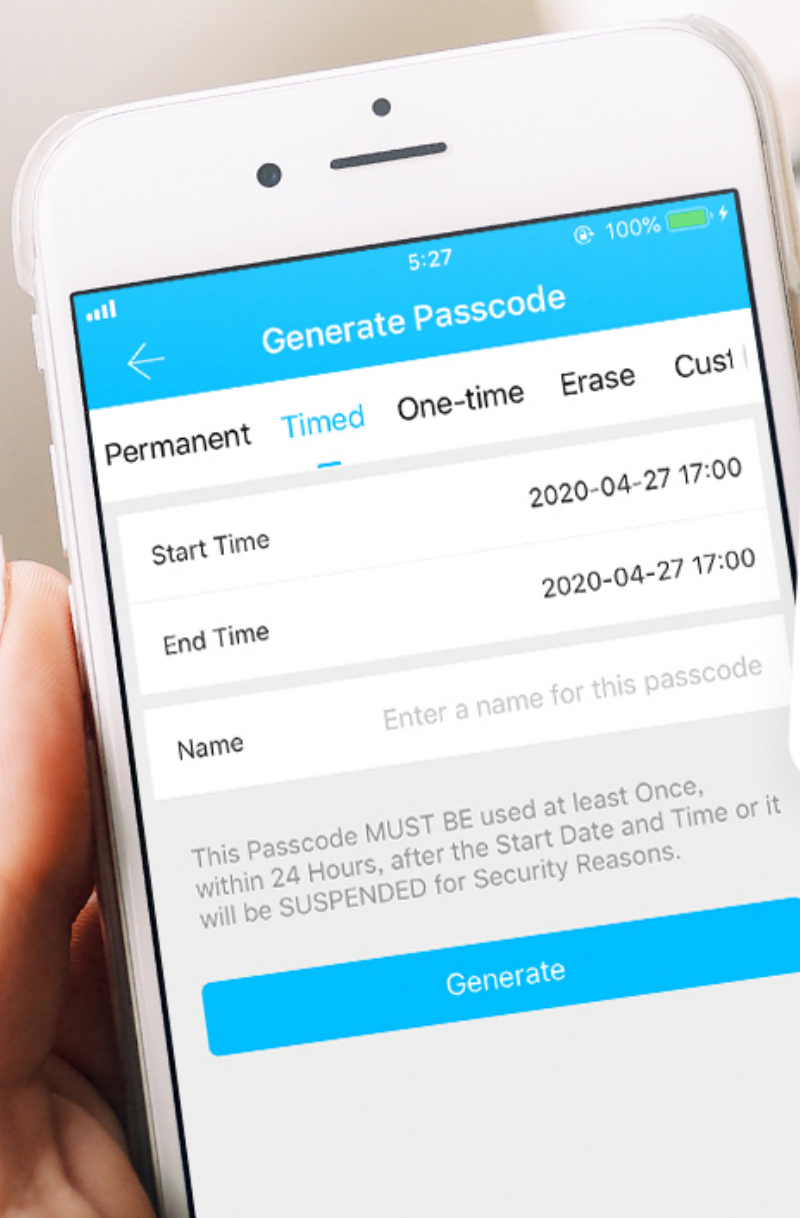 5:27
100%
Generate Passcode
Permanent Timed One-time Erase
Start Time 2020-04-27 17:00
End Time 2020-04-27 17:00
Name Enter a name for this passcode
This Passcode MUST BE used at least Once,
within 24 Hours, after the Start Date and Time or it
will be SUSPENDED for Security Reasons.
Generate